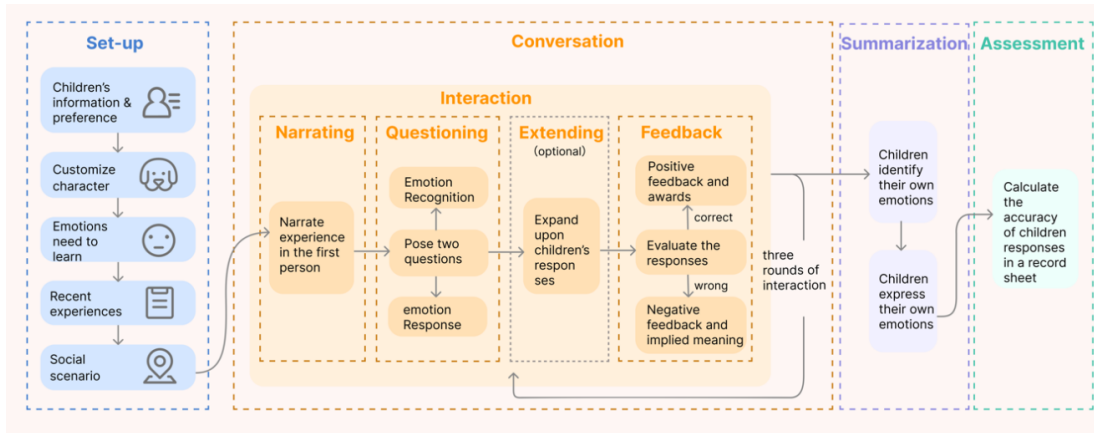 Set-up
Children's
information &
preference
Customize
character
Emotions
need to
learn
Recent
experiences
Social
scenario
Conversation
Interaction
Narrating
Narrate
experience
in the first
person
Questioning
Emotion
Recognition
Pose two
questions
emotion
Response
Extending
(optional)
Expand
upon
children's
respon
ses
Feedback
Positive
feedback and
awards
correct
Evaluate the
responses
wrong
Negative
feedback and
implied meaning
three
rounds of
interaction
Summarization
Children
identify
their own
emotions
Children
express
their own
emotions
Assessment
Calculate
the
accuracy
of children
responses
in a record
sheet